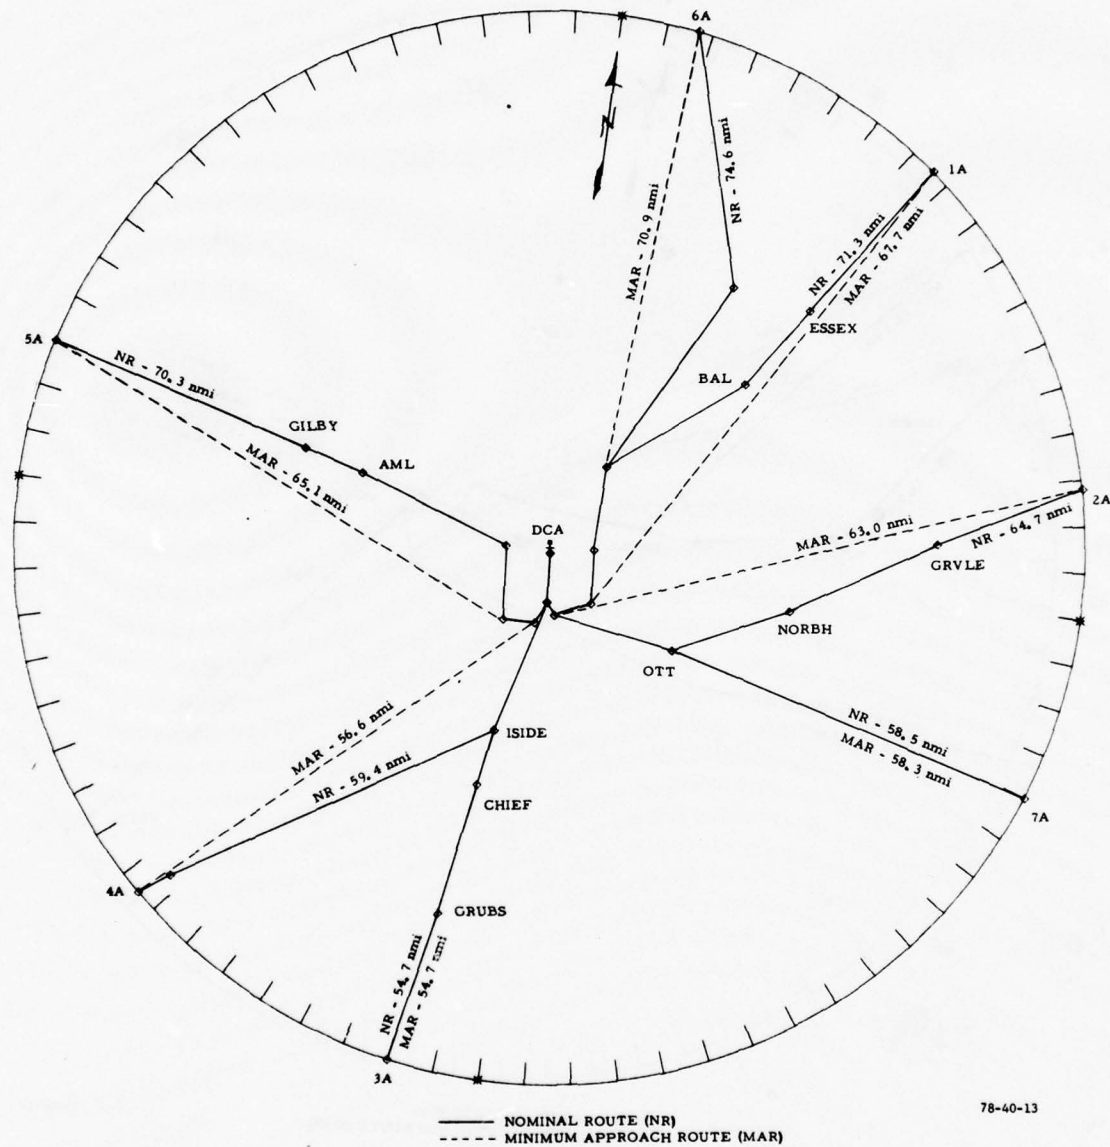 6A
N
1A
NR - 74.6 nmi
MAR - 70.9 nmi
NR - 71.3 nmi
MAR - 67.7 nmi
ESSEX
5A
NR - 70.3 nmi
BAL
GILBY
AML
MAR - 65.1 nmi
2A
MAR - 63.0 nmi
NR - 64.7 nmi
DCA
GRVLE
NORBH
OTT
NR - 58.5 nmi
MAR - 58.3 nmi
7A
MAR - 56.6 nmi
ISIDE
NR - 59.4 nmi
CHIEF
4A
GRUBS
NR - 54.7 nmi
MAR - 54.7 nmi
3A
78-40-13
NOMINAL ROUTE (NR)
MINIMUM APPROACH ROUTE (MAR)